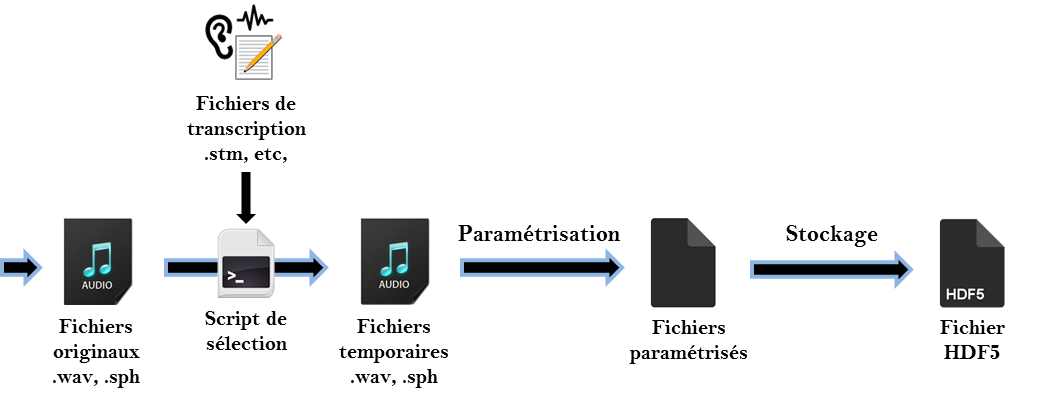 Fichiers de
transcription
.stm, etc,
Paramétrisation
Stockage
AUDIO
>_
AUDIO
HDF5
Fichiers
originaux
.wav, .sph
Script de
sélection
Fichiers
temporaires
.wav, .sph
Fichiers
paramétrisés
Fichier
HDF5